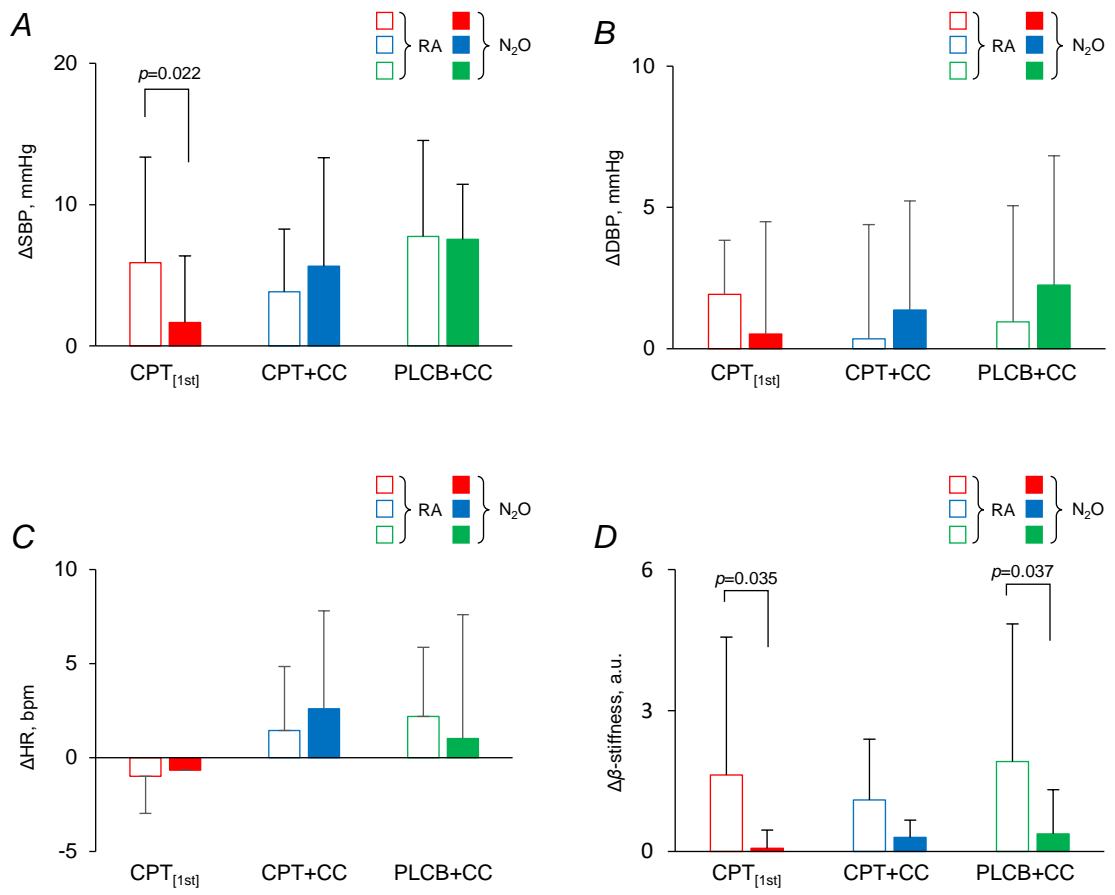 A
RA
N₂O
20
10
0
ΔSBP, mmHg
p=0.022
CPT[1st]
CPT+CC
PLCB+CC
B
RA
N₂O
10
5
0
ΔDBP, mmHg
CPT[1st]
CPT+CC
PLCB+CC
C
RA
N₂O
10
5
0
-5
ΔHR, bpm
CPT[1st]
CPT+CC
PLCB+CC
D
RA
N₂O
6
3
0
Δβ-stiffness, a.u.
p=0.035
p=0.037
CPT[1st]
CPT+CC
PLCB+CC